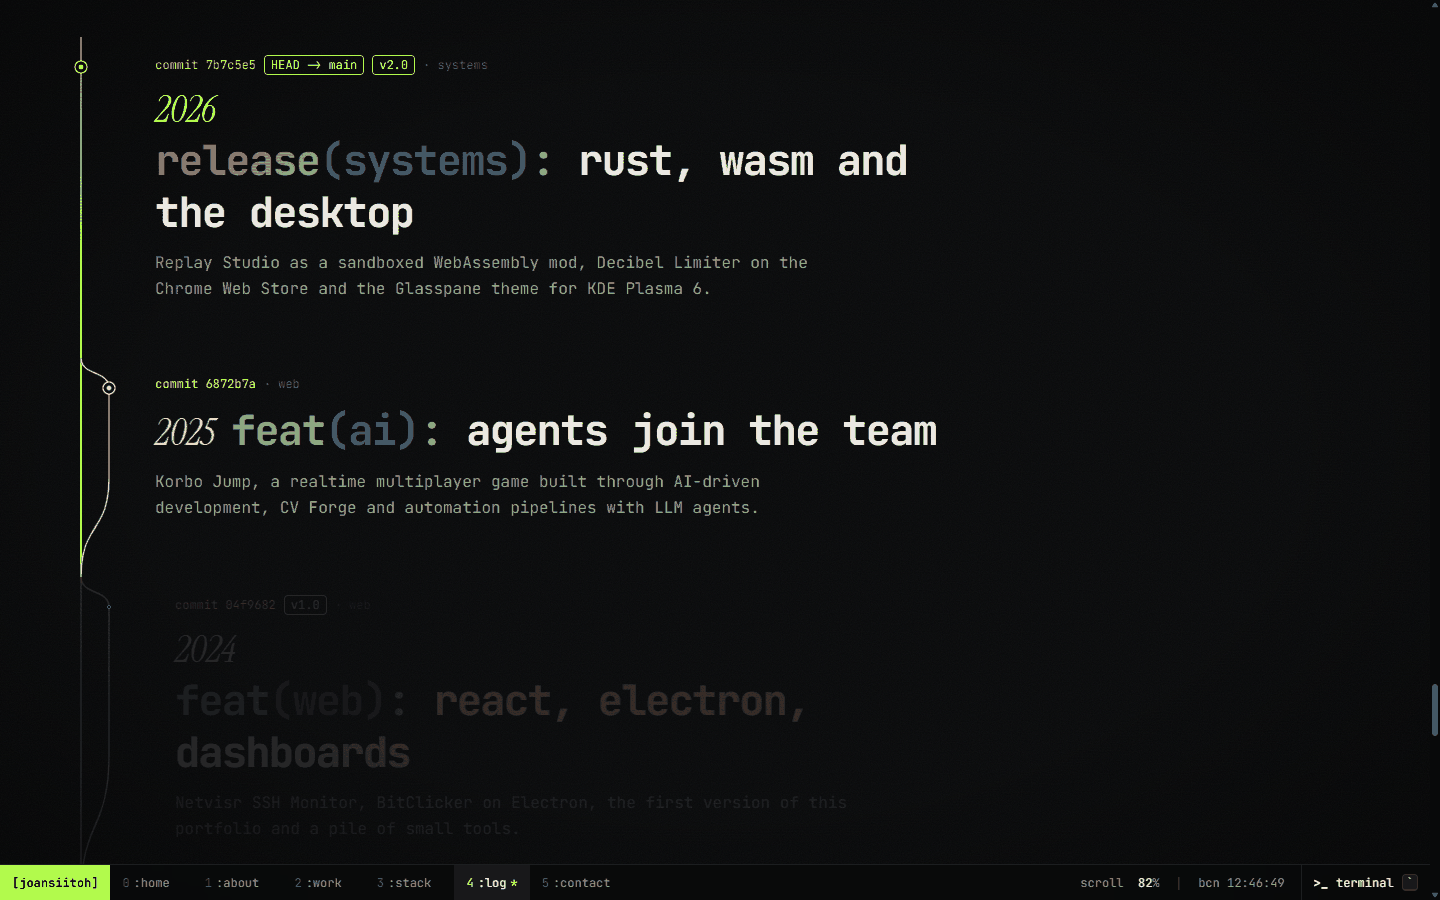 commit 7b7c5e5 HEAD → main v2.0 · systems
2026
release(systems): rust, wasm and
the desktop
Replay Studio as a sandboxed WebAssembly mod, Decibel Limiter on the
Chrome Web Store and the Glasspane theme for KDE Plasma 6.
commit 6872b7a · web
2025 feat(ai): agents join the team
Korbo Jump, a realtime multiplayer game built through AI-driven
development, CV Forge and automation pipelines with LLM agents.
commit 04f9682 v1.0 · web
2024
feat(web): react, electron,
dashboards
Netvisr SSH Monitor, BitClicker on Electron, the first version of this
portfolio and a pile of small tools.
[joansiitoh] 0 :home 1 :about 2 :work 3 :stack 4 :log * 5 :contact scroll 82% | bcn 12:46:49 >_ terminal `